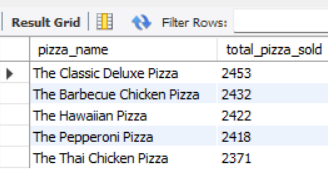 Result Grid Filter Rows:
pizza_name total_pizza_sold
The Classic Deluxe Pizza 2453
The Barbecue Chicken Pizza 2432
The Hawaiian Pizza 2422
The Pepperoni Pizza 2418
The Thai Chicken Pizza 2371